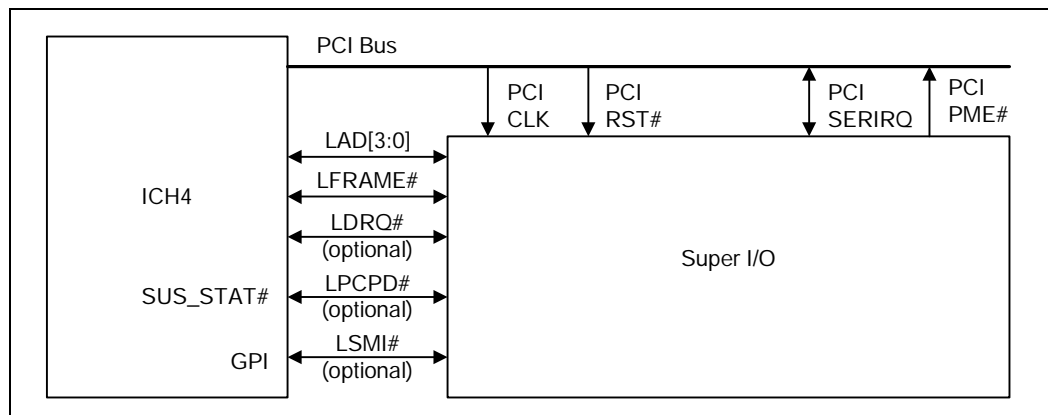 PCI Bus
PCI
CLK
PCI
RST#
PCI
SERIRQ
PCI
PME#
LAD[3:0]
LFRAME#
LDRQ#
(optional)
LPCPD#
(optional)
LSMI#
(optional)
ICH4
SUS_STAT#
GPI
Super I/O